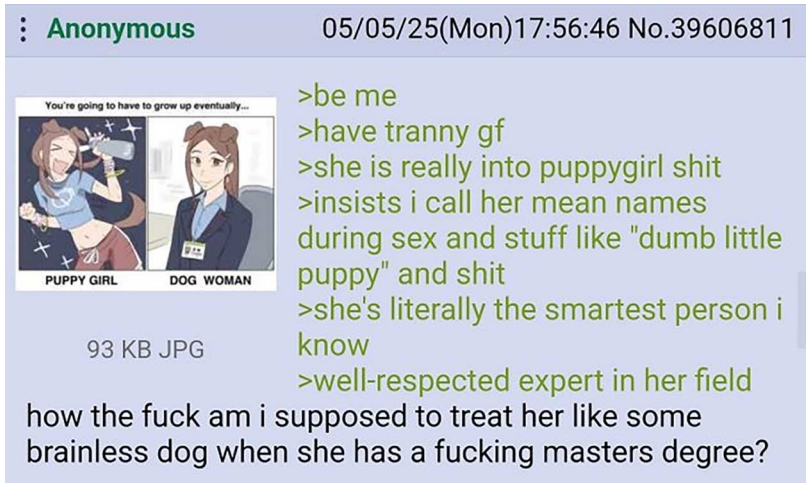 Anonymous 05/05/25(Mon)17:56:46 No.39606811
You're going to have to grow up eventually...
PUPPY GIRL DOG WOMAN
93 KB JPG
>be me
>have tranny gf
>she is really into puppygirl shit
>insists i call her mean names
during sex and stuff like "dumb little
puppy" and shit
>she's literally the smartest person i
know
>well-respected expert in her field
how the fuck am i supposed to treat her like some
brainless dog when she has a fucking masters degree?